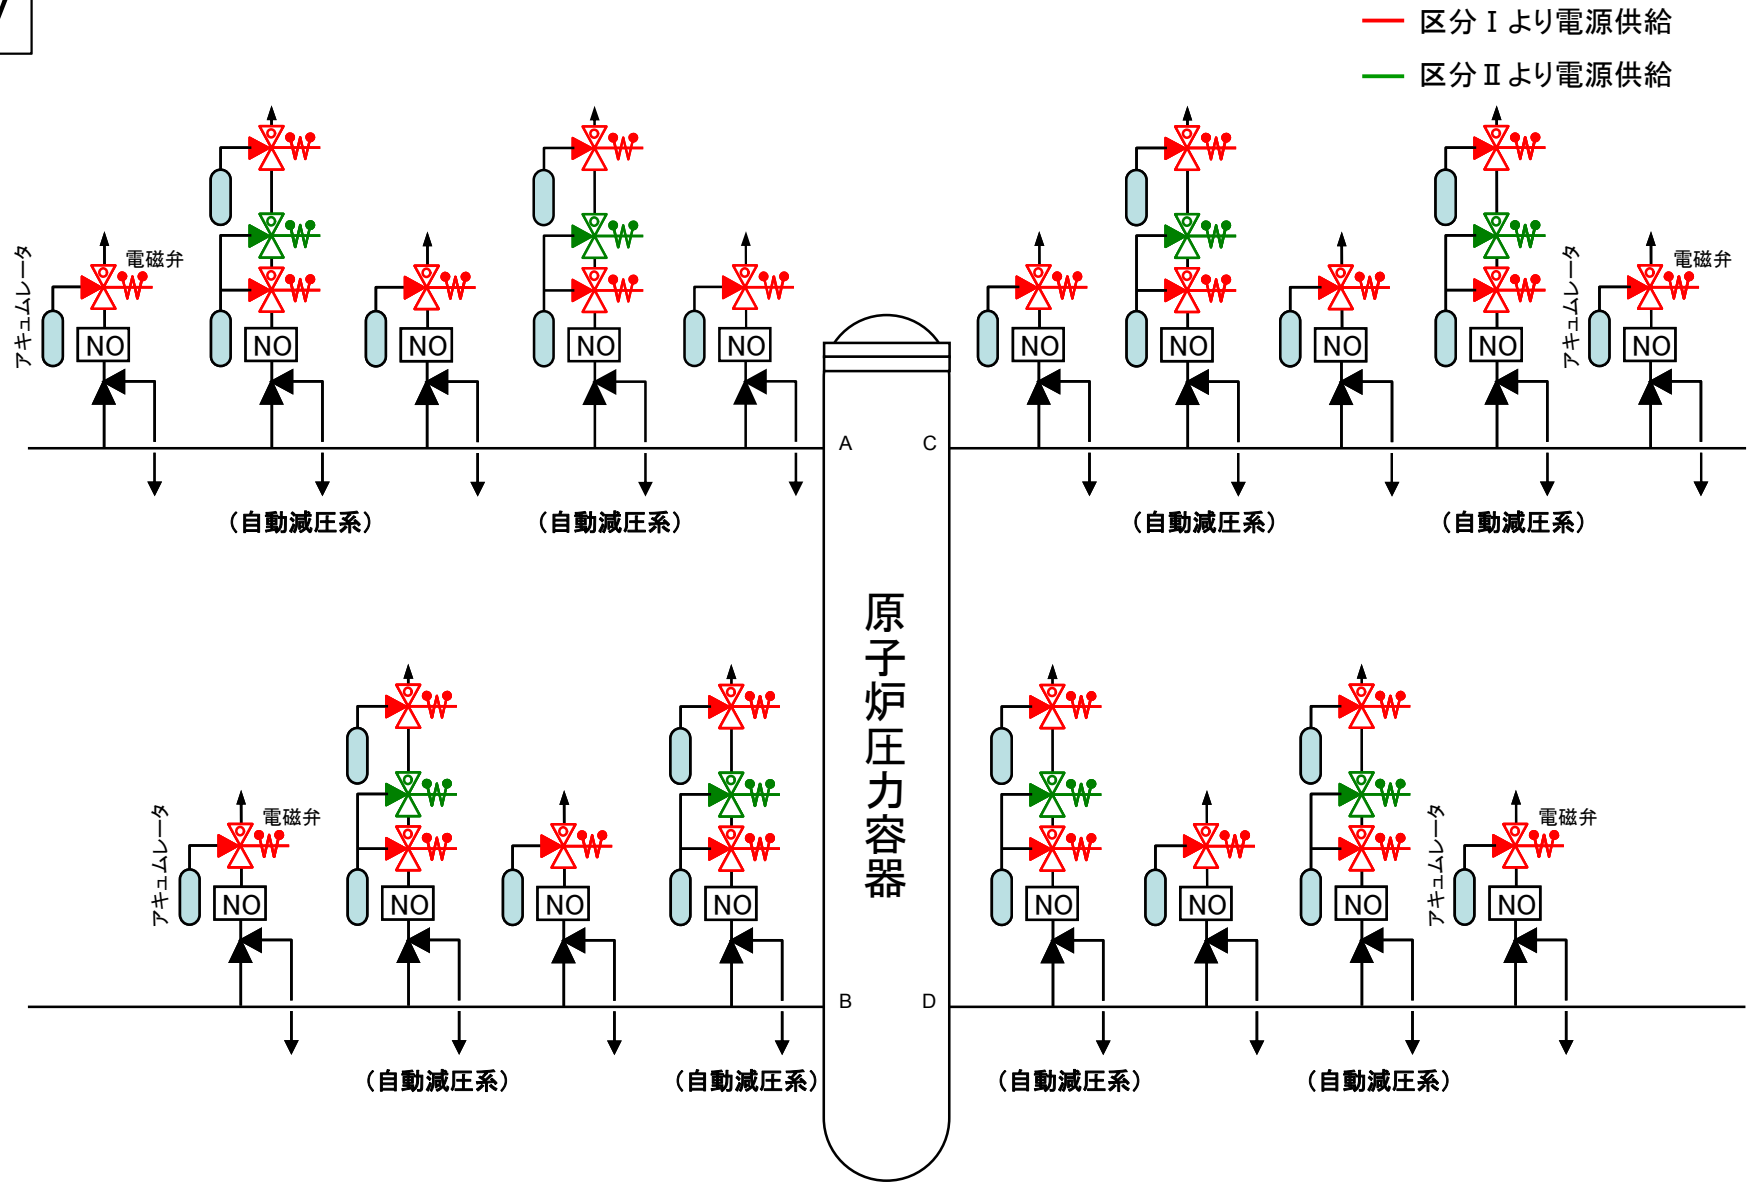 区分Ⅰより電源供給
区分Ⅱより電源供給
アキュムレータ
電磁弁
アキュムレータ
電磁弁
NO
NO
NO
NO
NO
NO
NO
NO
NO
NO
A
C
(自動減圧系)
(自動減圧系)
(自動減圧系)
(自動減圧系)
原子炉圧力容器
アキュムレータ
電磁弁
アキュムレータ
電磁弁
NO
NO
NO
NO
NO
NO
NO
NO
B
D
(自動減圧系)
(自動減圧系)
(自動減圧系)
(自動減圧系)